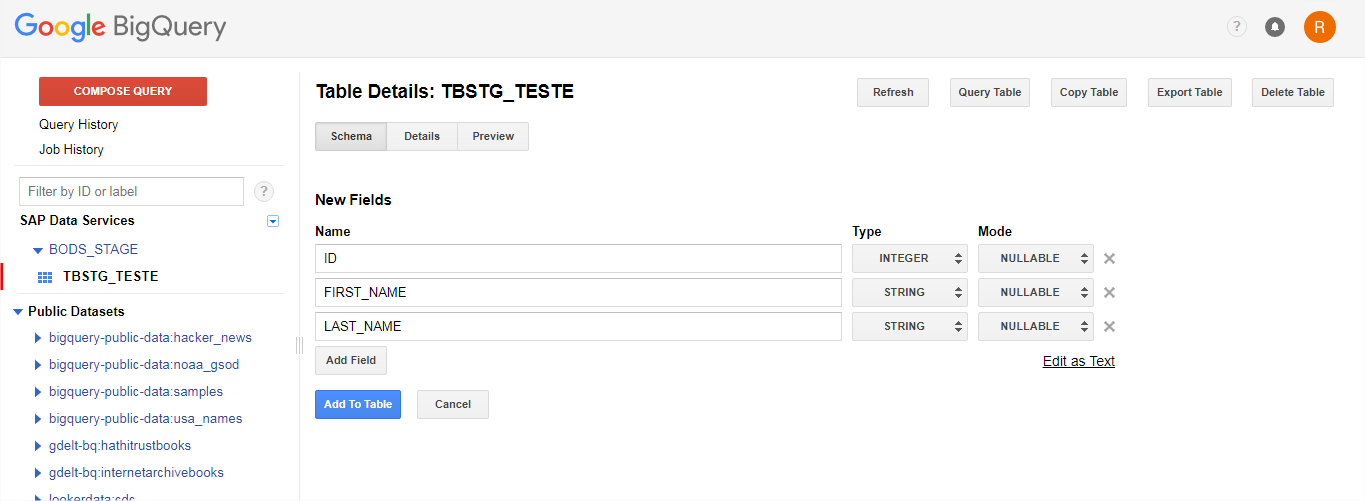 Google BigQuery
?
R
COMPOSE QUERY
Query History
Job History
Filter by ID or label
?
SAP Data Services
BODS_STAGE
TBSTG_TESTE
Public Datasets
bigquery-public-data:hacker_news
bigquery-public-data:noaa_gsod
bigquery-public-data:samples
bigquery-public-data:usa_names
gdelt-bq:hathitrustbooks
gdelt-bq:internetarchivebooks
lookerdata:cdc
Table Details: TBSTG_TESTE
Refresh
Query Table
Copy Table
Export Table
Delete Table
Schema
Details
Preview
New Fields
Name Type Mode
ID INTEGER NULLABLE
FIRST_NAME STRING NULLABLE
LAST_NAME STRING NULLABLE
Add Field
Edit as Text
Add To Table
Cancel